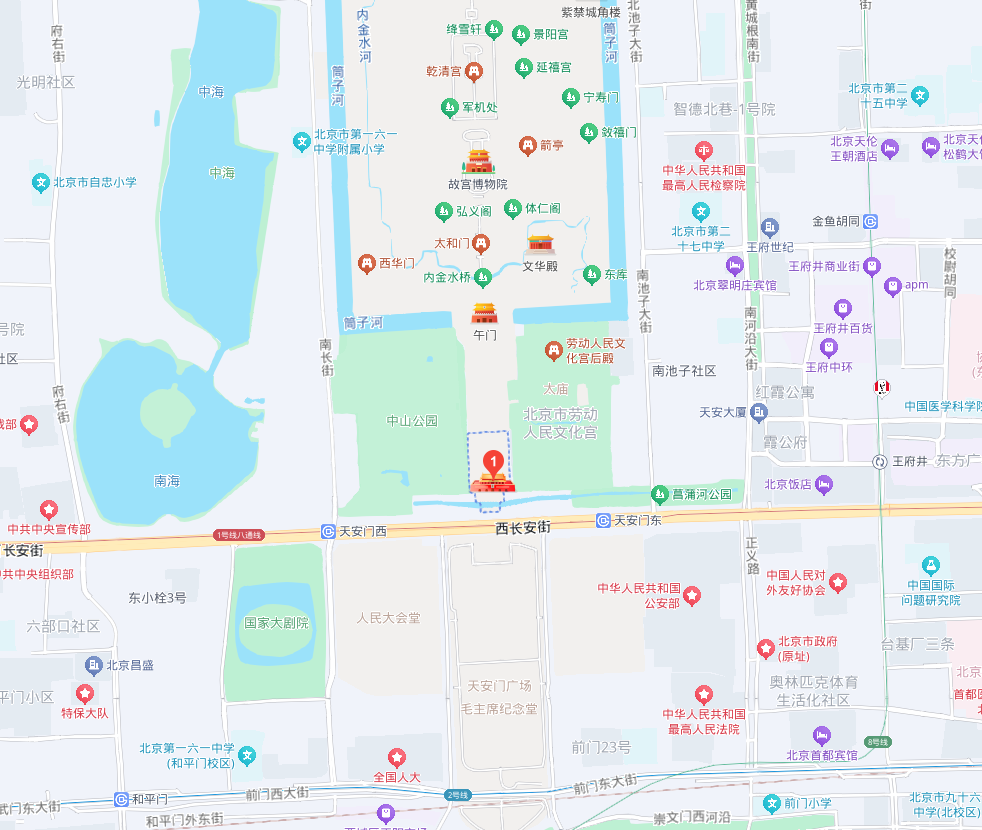 紫禁城角楼
绛雪轩
景阳宫
乾清宫
延禧宫
宁寿门
军机处
敛禧门
箭亭
故宫博物院
弘义阁
体仁阁
太和门
文华殿
西华门
内金水桥
东库
午门
内金水河
筒子河
筒子河
筒子河
北池子大街
黄城根南街
街
府右街
光明社区
中海
中海
北京市第一六一
中学附属小学
北京市自忠小学
智德北巷-1号院
北京市第二
十五中学
北京天伦
王朝酒店
北京天伦
松鹤大
中华人民共和国
最高人民检察院
北京市第二
十七中学
金鱼胡同
王府世纪
王府井商业街
北京翠明庄宾馆
apm
校尉胡同
王府井百货
王府井中环
南池子大街
南河沿大街
号院
社区
府右街
南长街
劳动人民文
化宫后殿
太庙
南池子社区
红霞公寓
北京市劳动
人民文化宫
中山公园
天安大厦
中国医学科学院
霞公府
王府井
东方广
北京饭店
菖蒲河公园
1
南海
中共中央宣传部
1号线八通线
天安门西
西长安街
天安门东
长安街
共中央组织部
正义路
东小栓3号
六部口社区
国家大剧院
人民大会堂
中华人民共和国
公安部
中国人民对
外友好协会
中国国际
问题研究院
北京市政府
(原址)
台基厂三条
北京昌盛
平门小区
特保大队
天安门广场
毛主席纪念堂
奥林匹克体育
生活化社区
中华人民共和国
最高人民法院
北京
首都
北京首都宾馆
8号线
北京第一六一中学
(和平门校区)
全国人大
前门23号
前门西大街
2号线
前门东大街
武门东大街
和平门
和平门外东街
前门小学
北京市九十六
中学(北校区)
崇文门西河沿